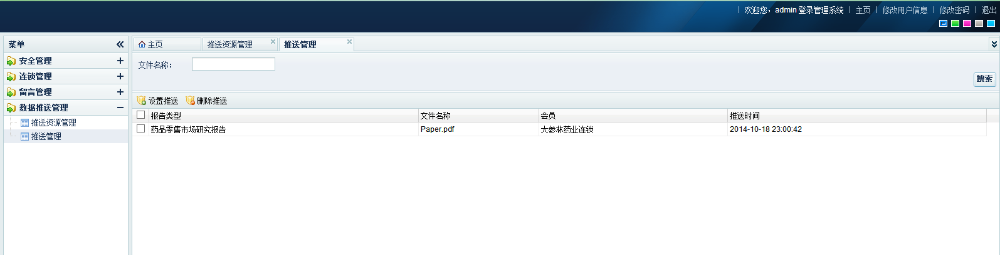 欢迎您，admin 登录管理系统 | 主页 | 修改用户信息 | 修改密码 | 退出
菜单
安全管理
连锁管理
留言管理
数据推送管理
推送资源管理
推送管理
主页 推送资源管理 推送管理
文件名称：
搜索
设置推送 删除推送
报告类型 文件名称 会员 推送时间
药品零售市场研究报告 Paper.pdf 大参林药业连锁 2014-10-18 23:00:42